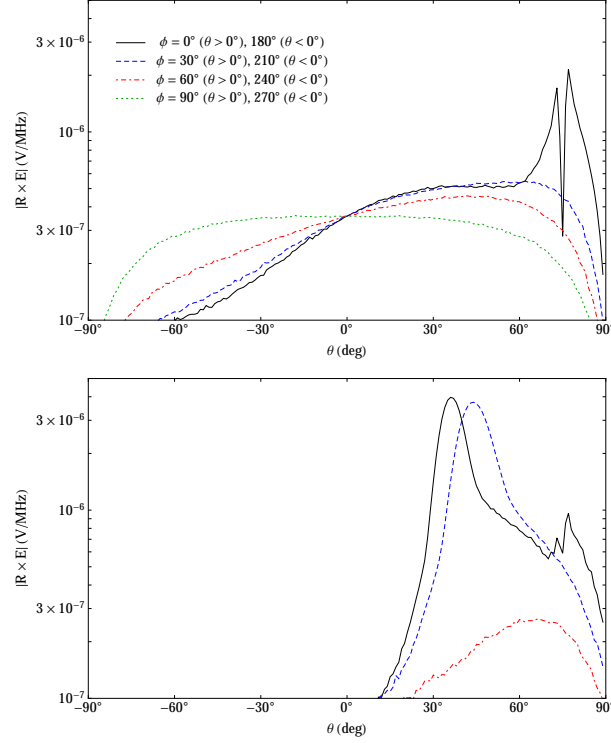 3×10⁻⁶
10⁻⁶
3×10⁻⁷
10⁻⁷
|R × E| (V/MHz)
ϕ = 0° (θ > 0°), 180° (θ < 0°)
ϕ = 30° (θ > 0°), 210° (θ < 0°)
ϕ = 60° (θ > 0°), 240° (θ < 0°)
ϕ = 90° (θ > 0°), 270° (θ < 0°)
−90° −60° −30° 0° 30° 60° 90°
θ (deg)
3×10⁻⁶
10⁻⁶
3×10⁻⁷
10⁻⁷
|R × E| (V/MHz)
−90° −60° −30° 0° 30° 60° 90°
θ (deg)